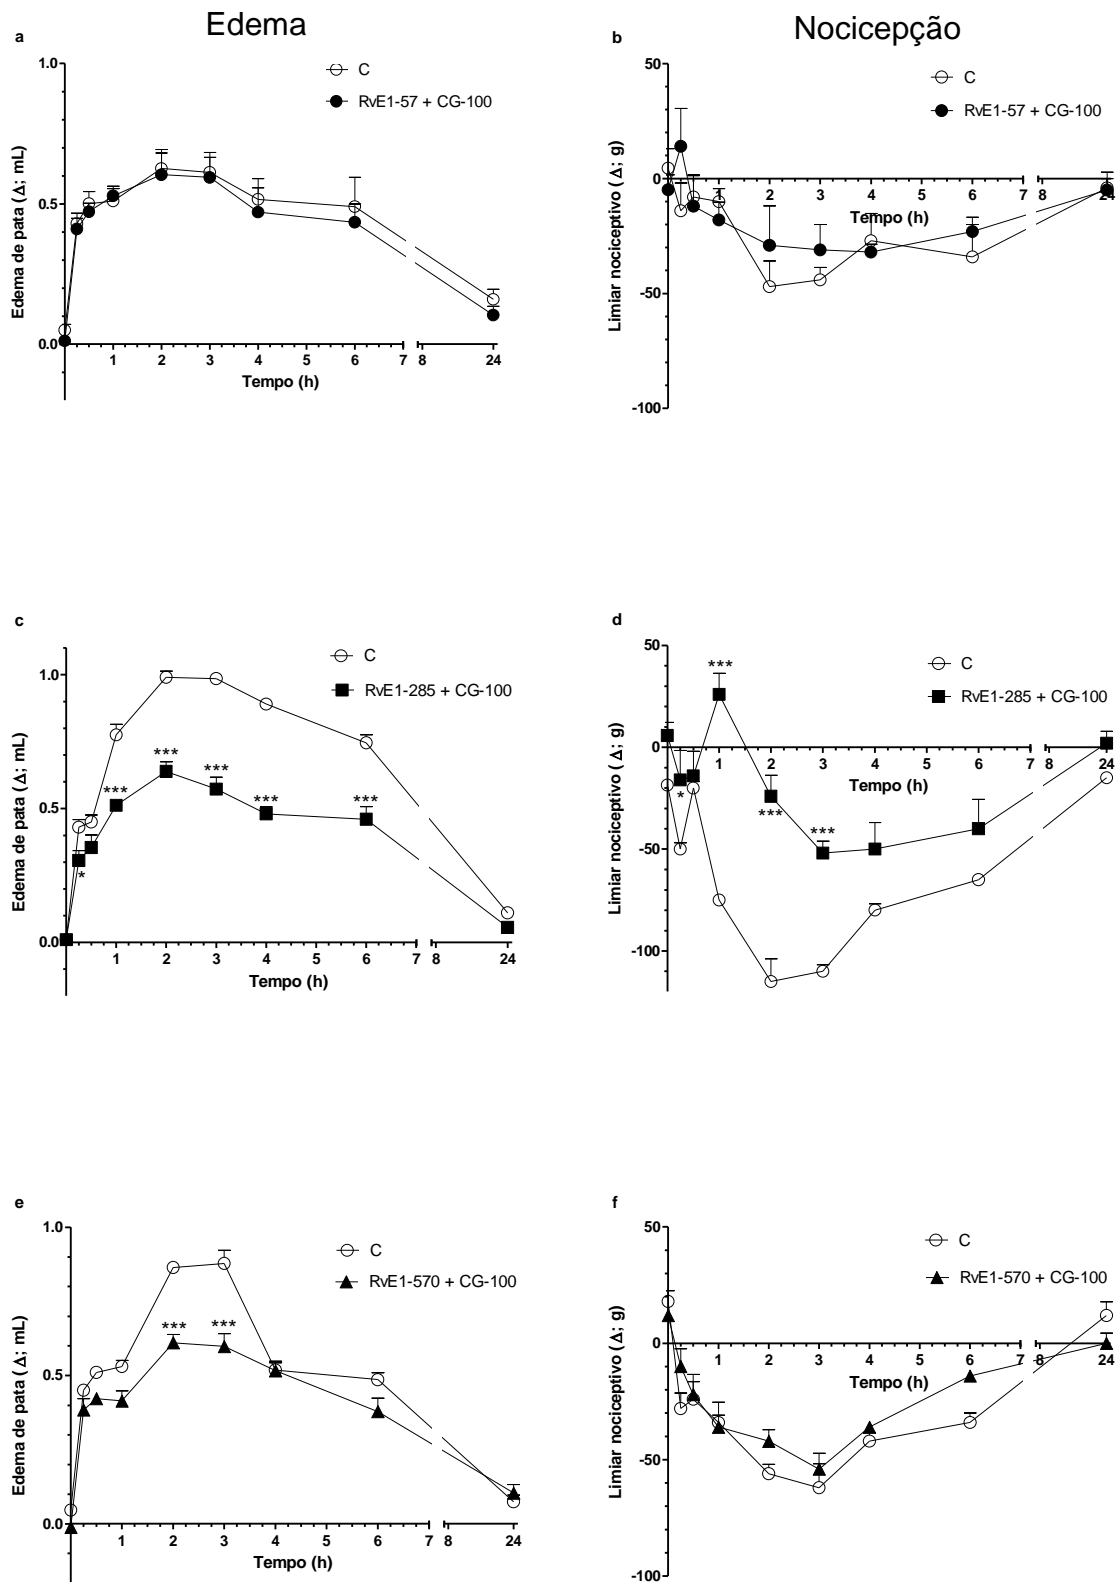 Edema
Nocicepção
a
1.0
0.5
0.0
Edema de pata (Δ; mL)
C
RvE1-57 + CG-100
1 2 3 4 5 6 7 8 24
Tempo (h)
b
50
0
-50
-100
Limiar nociceptivo (Δ; g)
C
RvE1-57 + CG-100
1 2 3 4 5 6 7 8 24
Tempo (h)
c
1.0
0.5
0.0
Edema de pata (Δ; mL)
C
RvE1-285 + CG-100
*
***
***
***
***
***
1 2 3 4 5 6 7 8 24
Tempo (h)
d
50
0
-50
-100
Limiar nociceptivo (Δ; g)
C
RvE1-285 + CG-100
*
***
***
***
1 2 3 4 5 6 7 8 24
Tempo (h)
e
1.0
0.5
0.0
Edema de pata (Δ; mL)
C
RvE1-570 + CG-100
*** ***
1 2 3 4 5 6 7 8 24
Tempo (h)
f
50
0
-50
-100
Limiar nociceptivo (Δ; g)
C
RvE1-570 + CG-100
1 2 3 4 5 6 7 8 24
Tempo (h)